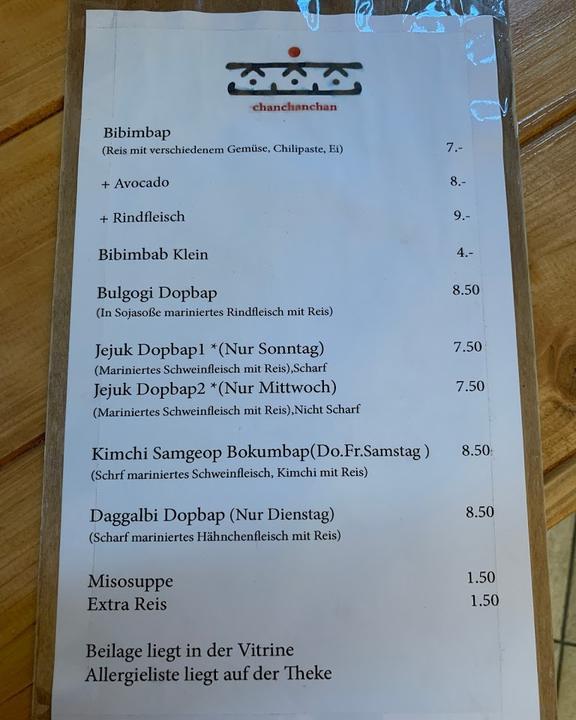 chanchanchan
Bibimbap
(Reis mit verschiedenem Gemüse, Chilipaste, Ei) 7.-
+ Avocado 8.-
+ Rindfleisch 9.-
Bibimbab Klein 4.-
Bulgogi Dopbap 8.50
(In Sojasoße mariniertes Rindfleisch mit Reis)
Jejuk Dopbap1 *(Nur Sonntag) 7.50
(Mariniertes Schweinfleisch mit Reis),Scharf
Jejuk Dopbap2 *(Nur Mittwoch) 7.50
(Mariniertes Schweinfleisch mit Reis),Nicht Scharf
Kimchi Samgeop Bokumbap(Do.Fr.Samstag ) 8.50
(Schrf mariniertes Schweinfleisch, Kimchi mit Reis)
Daggalbi Dopbap (Nur Dienstag) 8.50
(Scharf mariniertes Hähnchenfleisch mit Reis)
Misosuppe 1.50
Extra Reis 1.50
Beilage liegt in der Vitrine
Allergieliste liegt auf der Theke